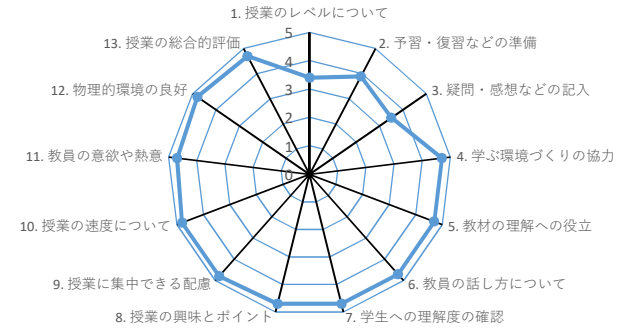 1. 授業のレベルについて
2. 予習・復習などの準備
3. 疑問・感想などの記入
4. 学ぶ環境づくりの協力
5. 教材の理解への役立
6. 教員の話し方について
7. 学生への理解度の確認
8. 授業の興味とポイント
9. 授業に集中できる配慮
10. 授業の速度について
11. 教員の意欲や熱意
12. 物理的環境の良好
13. 授業の総合的評価
5
4
3
2
1
0